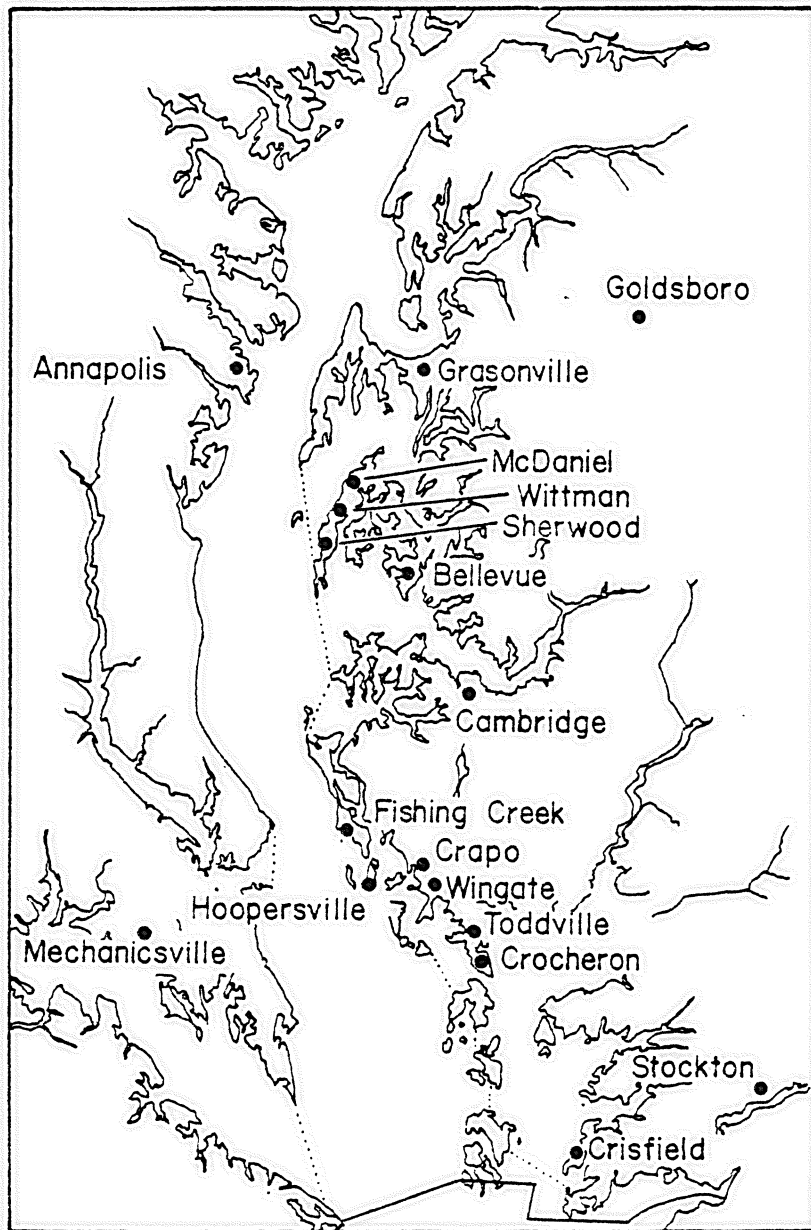 Goldsboro
Annapolis
Grasonville
McDaniel
Wittman
Sherwood
Bellevue
Cambridge
Fishing Creek
Crapo
Wingate
Hoopersville
Toddville
Mechanicsville
Crocheron
Stockton
Crisfield